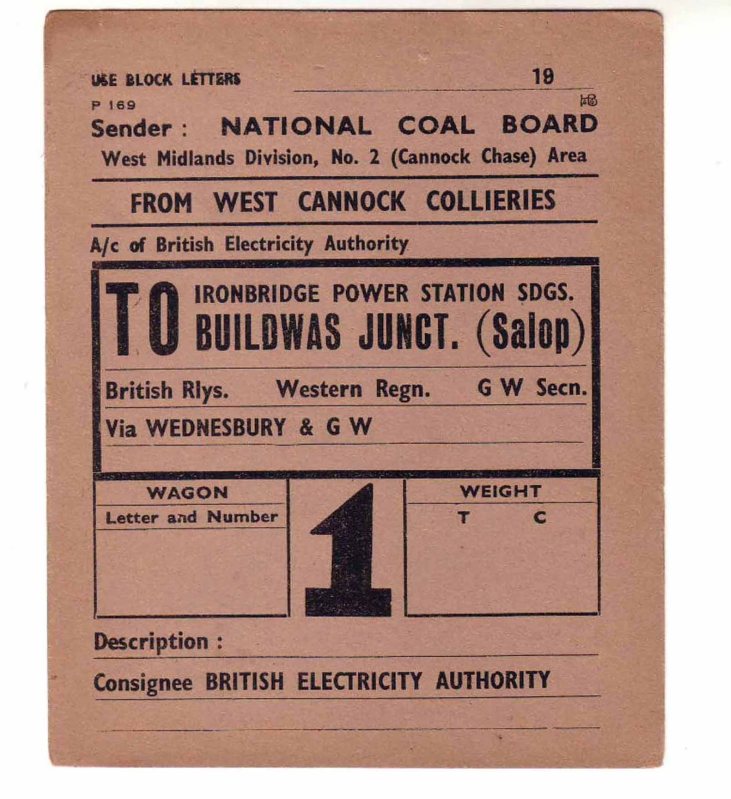 USE BLOCK LETTERS 19
P 169
Sender : NATIONAL COAL BOARD
West Midlands Division, No. 2 (Cannock Chase) Area
FROM WEST CANNOCK COLLIERIES
A/c of British Electricity Authority
TO IRONBRIDGE POWER STATION SDGS.
BUILDWAS JUNCT. (Salop)
British Rlys. Western Regn. G W Secn.
Via WEDNESBURY & G W
WAGON
Letter and Number
1
WEIGHT
T C
Description :
Consignee BRITISH ELECTRICITY AUTHORITY